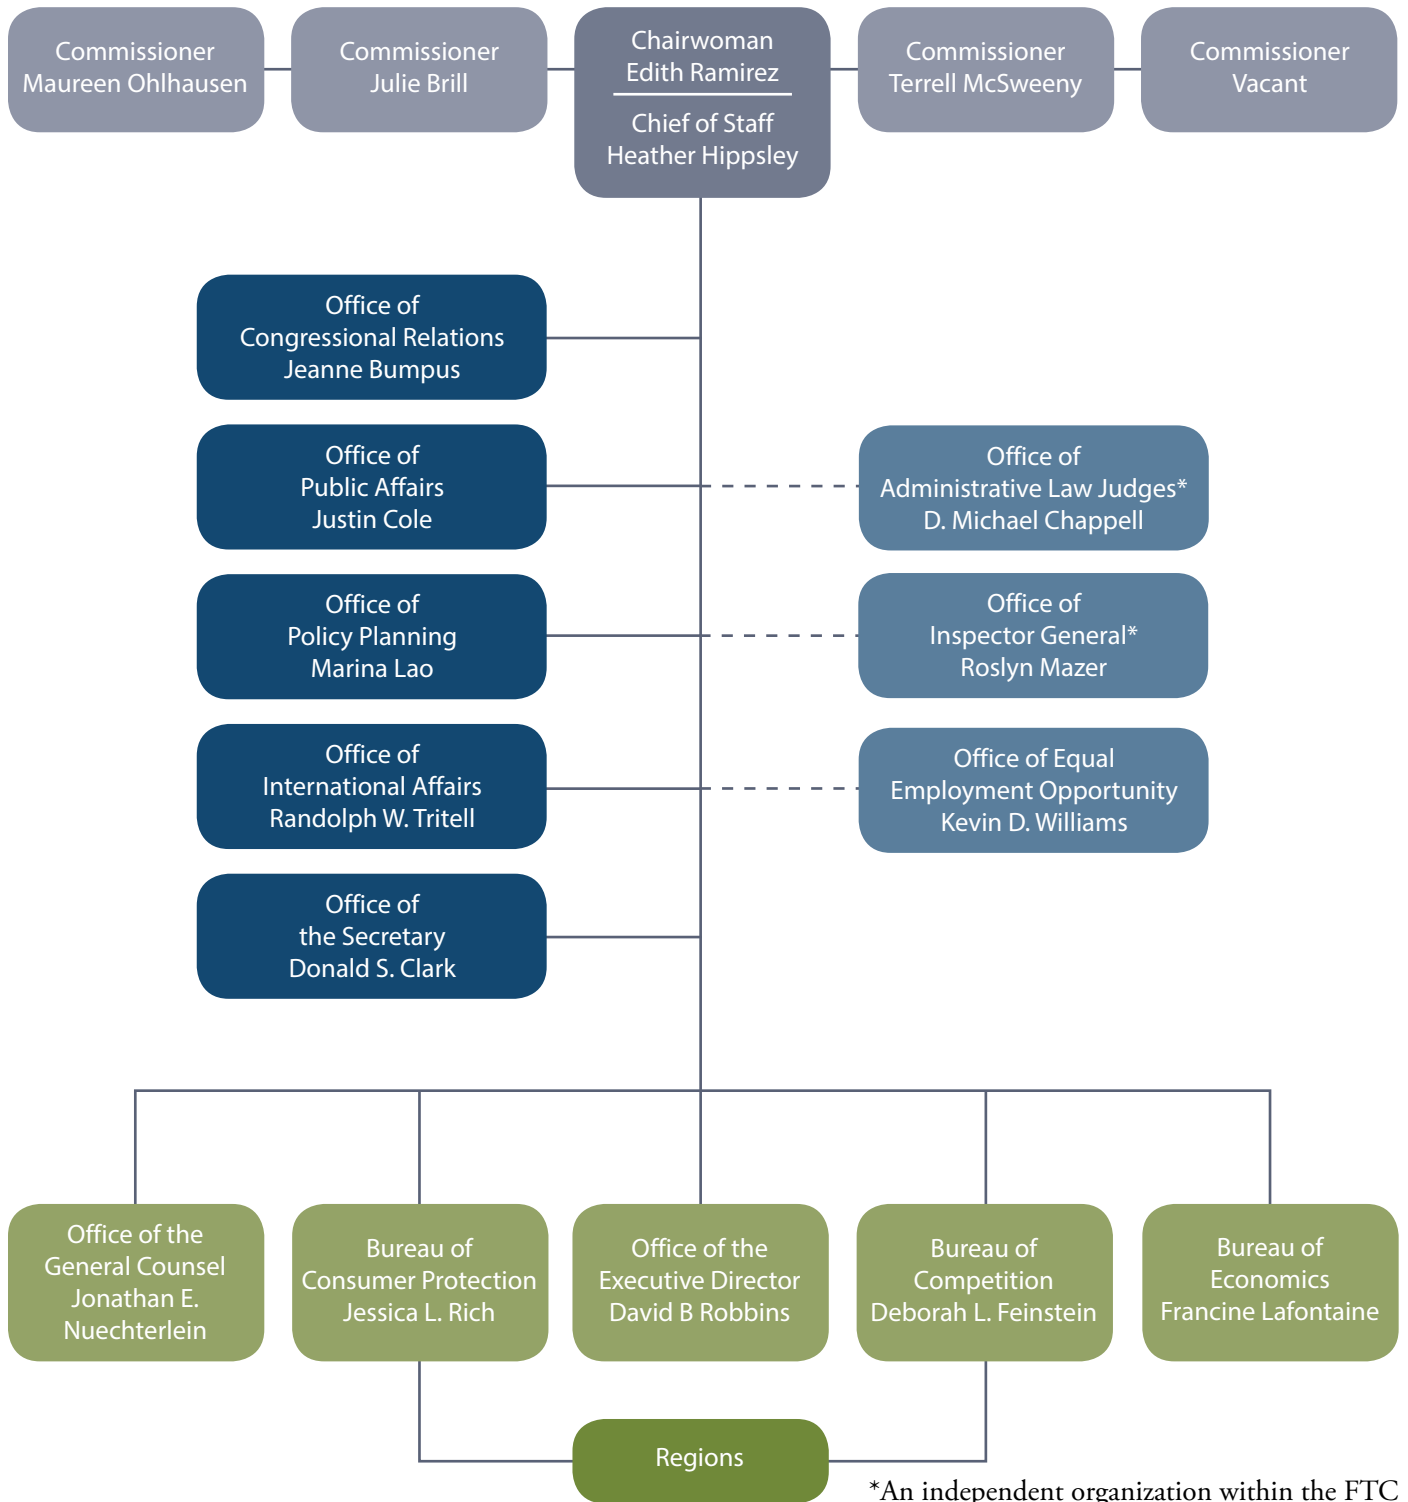 Commissioner
Maureen Ohlhausen
Commissioner
Julie Brill
Chairwoman
Edith Ramirez
Chief of Staff
Heather Hippsley
Commissioner
Terrell McSweeny
Commissioner
Vacant
Office of
Congressional Relations
Jeanne Bumpus
Office of
Public Affairs
Justin Cole
Office of
Administrative Law Judges*
D. Michael Chappell
Office of
Policy Planning
Marina Lao
Office of
Inspector General*
Roslyn Mazer
Office of
International Affairs
Randolph W. Tritell
Office of Equal
Employment Opportunity
Kevin D. Williams
Office of
the Secretary
Donald S. Clark
Office of the
General Counsel
Jonathan E.
Nuechterlein
Bureau of
Consumer Protection
Jessica L. Rich
Office of the
Executive Director
David B Robbins
Bureau of
Competition
Deborah L. Feinstein
Bureau of
Economics
Francine Lafontaine
Regions
*An independent organization within the FTC